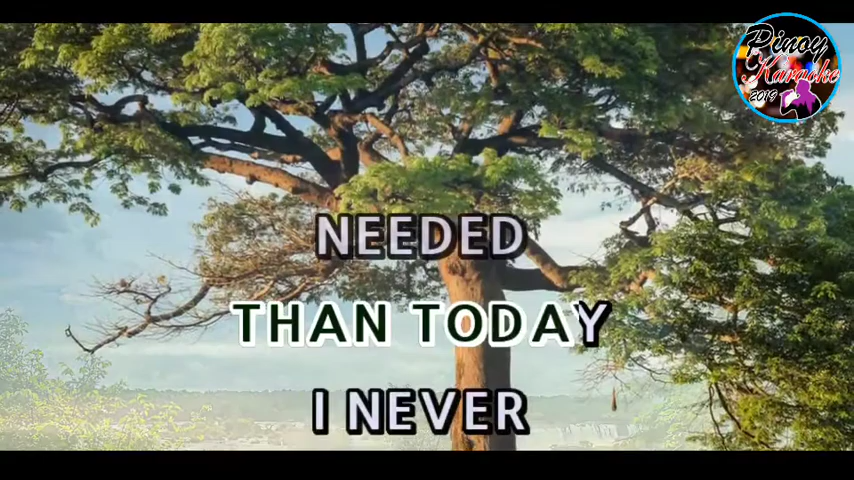 Pinoy
Karaoke
2019
NEEDED
THAN TODAY
I NEVER